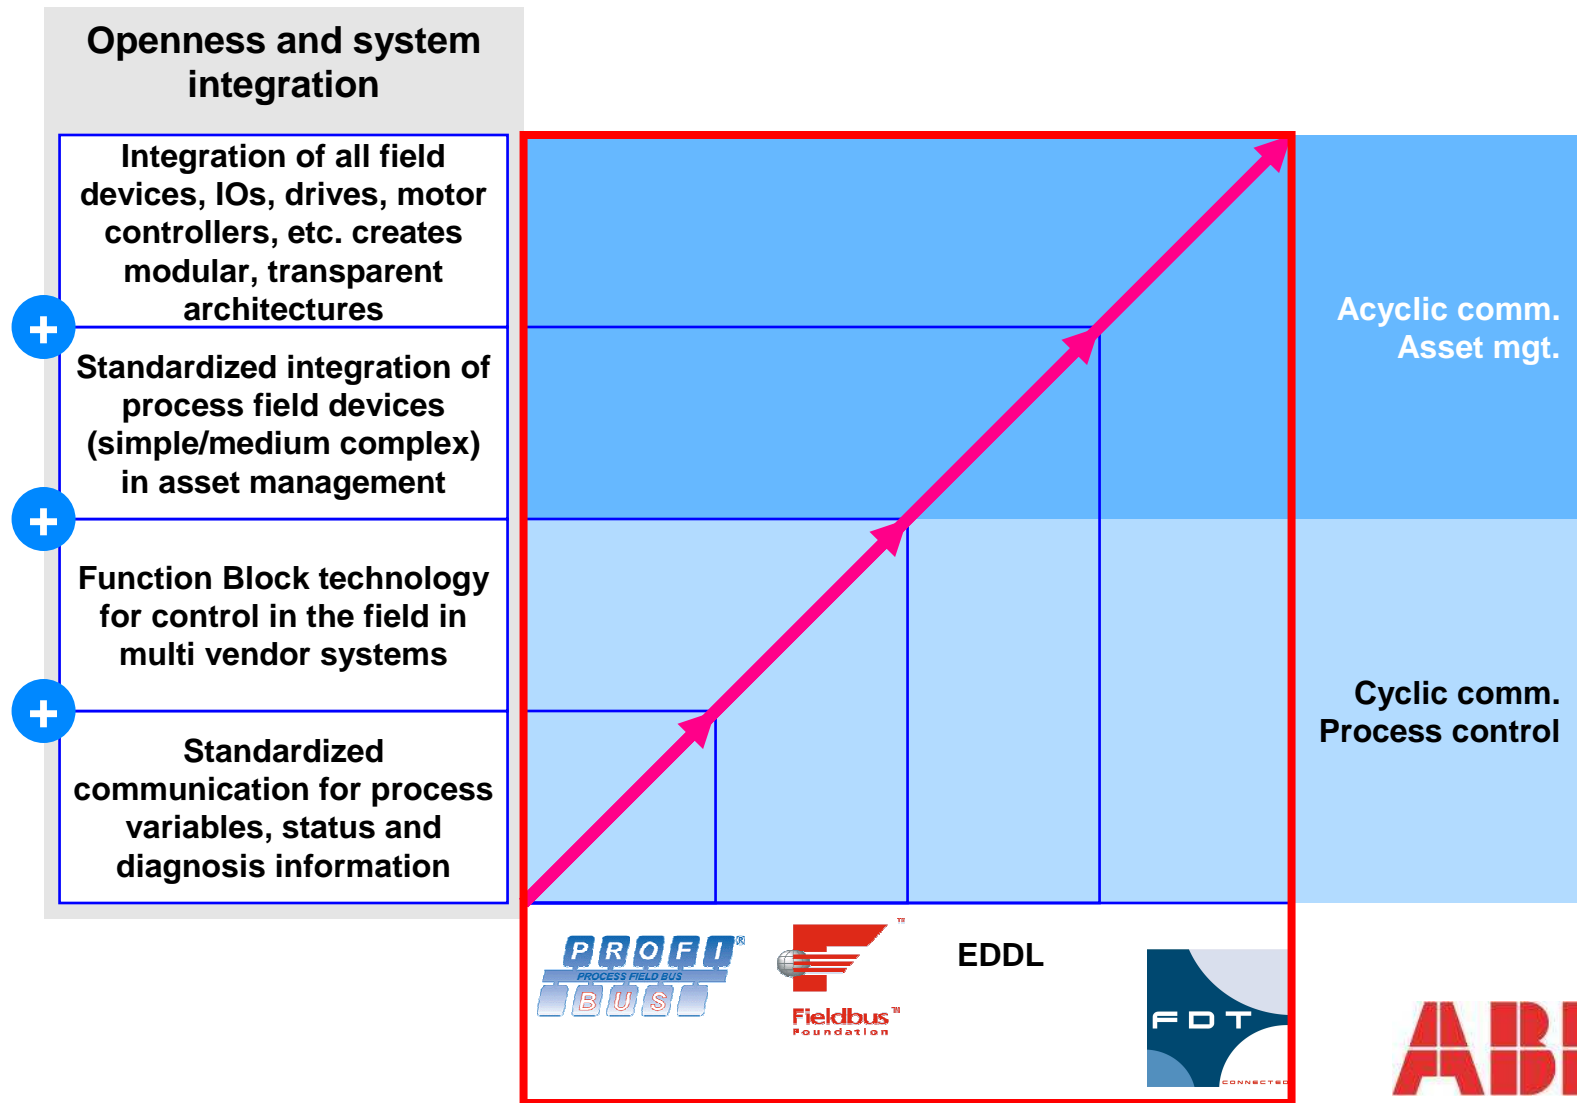 Openness and system
integration
Integration of all field
devices, IOs, drives, motor
controllers, etc. creates
modular, transparent
architectures
+
Standardized integration of
process field devices
(simple/medium complex)
in asset management
+
Function Block technology
for control in the field in
multi vendor systems
+
Standardized
communication for process
variables, status and
diagnosis information
Acyclic comm.
Asset mgt.
Cyclic comm.
Process control
PROFI®
PROCESS FIELD BUS
BUS
™
Fieldbus™
Foundation
EDDL
FDT
CONNECTED
ABB